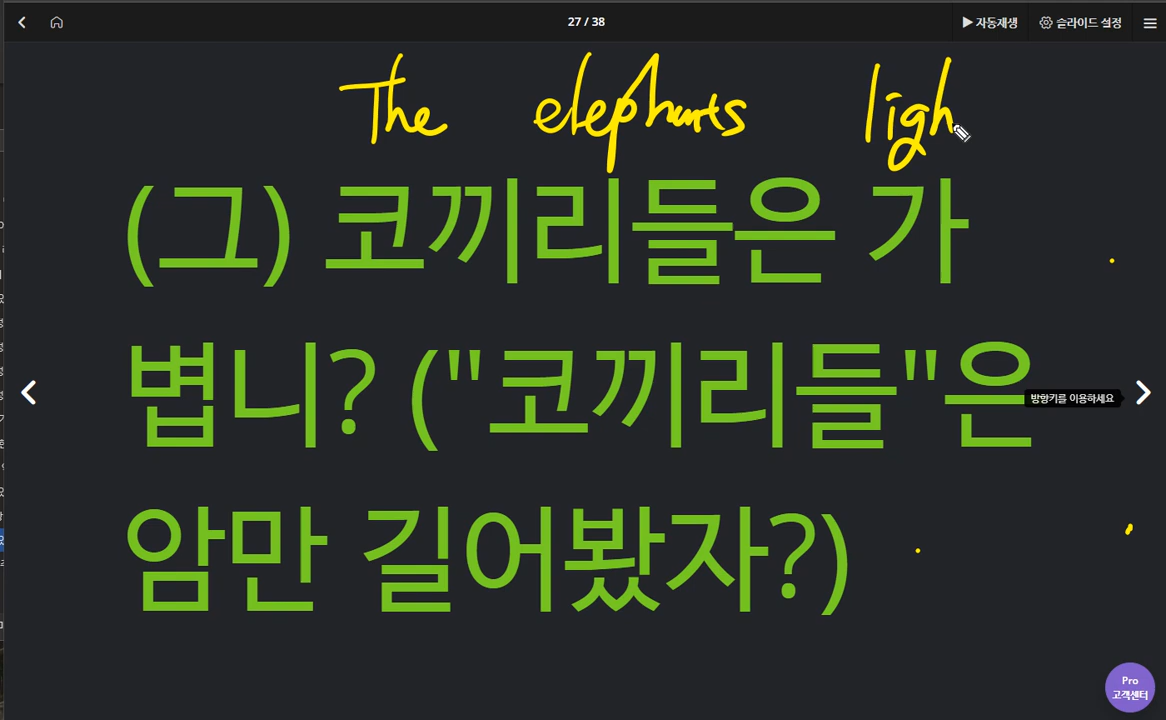 27 / 38
자동재생
슬라이드 설정
The elephants ligh
(그) 코끼리들은 가
볍니? ("코끼리들"은
방향키를 이용하세요
암만 길어봤자?)
Pro
고객센터